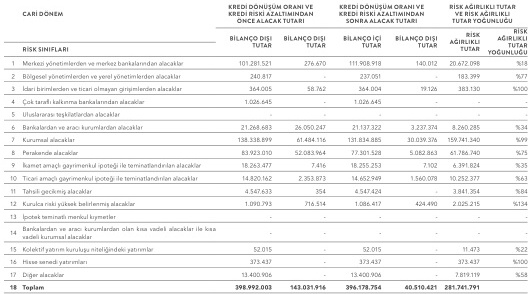 CARİ DÖNEM
KREDİ DÖNÜŞÜM ORANI VE KREDİ RİSKİ AZALTIMINDAN ÖNCE ALACAK TUTARI
KREDİ DÖNÜŞÜM ORANI VE KREDİ RİSKİ AZALTIMINDAN SONRA ALACAK TUTARI
RİSK AĞIRLIKLI TUTAR VE RİSK AĞIRLIKLI TUTAR YOĞUNLUĞU
RİSK SINIFLARI
BİLANÇO DIŞI TUTAR
BİLANÇO DIŞI TUTAR
BİLANÇO İÇİ TUTAR
BİLANÇO DIŞI TUTAR
RİSK AĞIRLIKLI TUTAR
RİSK AĞIRLIKLI TUTAR YOĞUNLUĞU
1 Merkezi yönetimlerden ve merkez bankalarından alacaklar 101.281.521 276.670 111.908.918 140.012 20.672.098 %18
2 Bölgesel yönetimlerden ve yerel yönetimlerden alacaklar 240.817 - 237.051 - 183.399 %77
3 İdari birimlerden ve ticari olmayan girişimlerden alacaklar 364.005 58.762 364.004 19.126 383.130 %100
4 Çok taraflı kalkınma bankalarından alacaklar 1.026.645 - 1.026.645 - - -
5 Uluslararası teşkilatlardan alacaklar - - - - - -
6 Bankalardan ve aracı kurumlardan alacaklar 21.268.683 26.050.247 21.137.322 3.237.374 8.260.285 %34
7 Kurumsal alacaklar 138.338.899 61.484.116 131.834.885 30.039.376 159.741.340 %99
8 Perakende alacaklar 83.923.010 52.083.964 77.301.528 5.082.863 61.786.740 %75
9 İkamet amaçlı gayrimenkul ipoteği ile teminatlandırılan alacaklar 18.263.477 7.416 18.255.253 7.102 6.391.824 %35
10 Ticari amaçlı gayrimenkul ipoteği ile teminatlandırılan alacaklar 14.820.162 2.353.873 14.652.949 1.560.078 10.252.377 %63
11 Tahsili gecikmiş alacaklar 4.547.633 354 4.547.424 - 3.841.354 %84
12 Kurulca riski yüksek belirlenmiş alacaklar 1.090.793 716.514 1.086.417 424.490 2.025.215 %134
13 İpotek teminatlı menkul kıymetler - - - - - -
14 Bankalardan ve aracı kurumlardan olan kısa vadeli alacaklar ile kısa vadeli kurumsal alacaklar - - - - - -
15 Kolektif yatırım kuruluşu niteliğindeki yatırımlar 52.015 - 52.015 - 11.473 %22
16 Hisse senedi yatırımları 373.437 - 373.437 - 373.437 %100
17 Diğer alacaklar 13.400.906 - 13.400.906 - 7.819.119 %58
18 Toplam 398.992.003 143.031.916 396.178.754 40.510.421 281.741.791